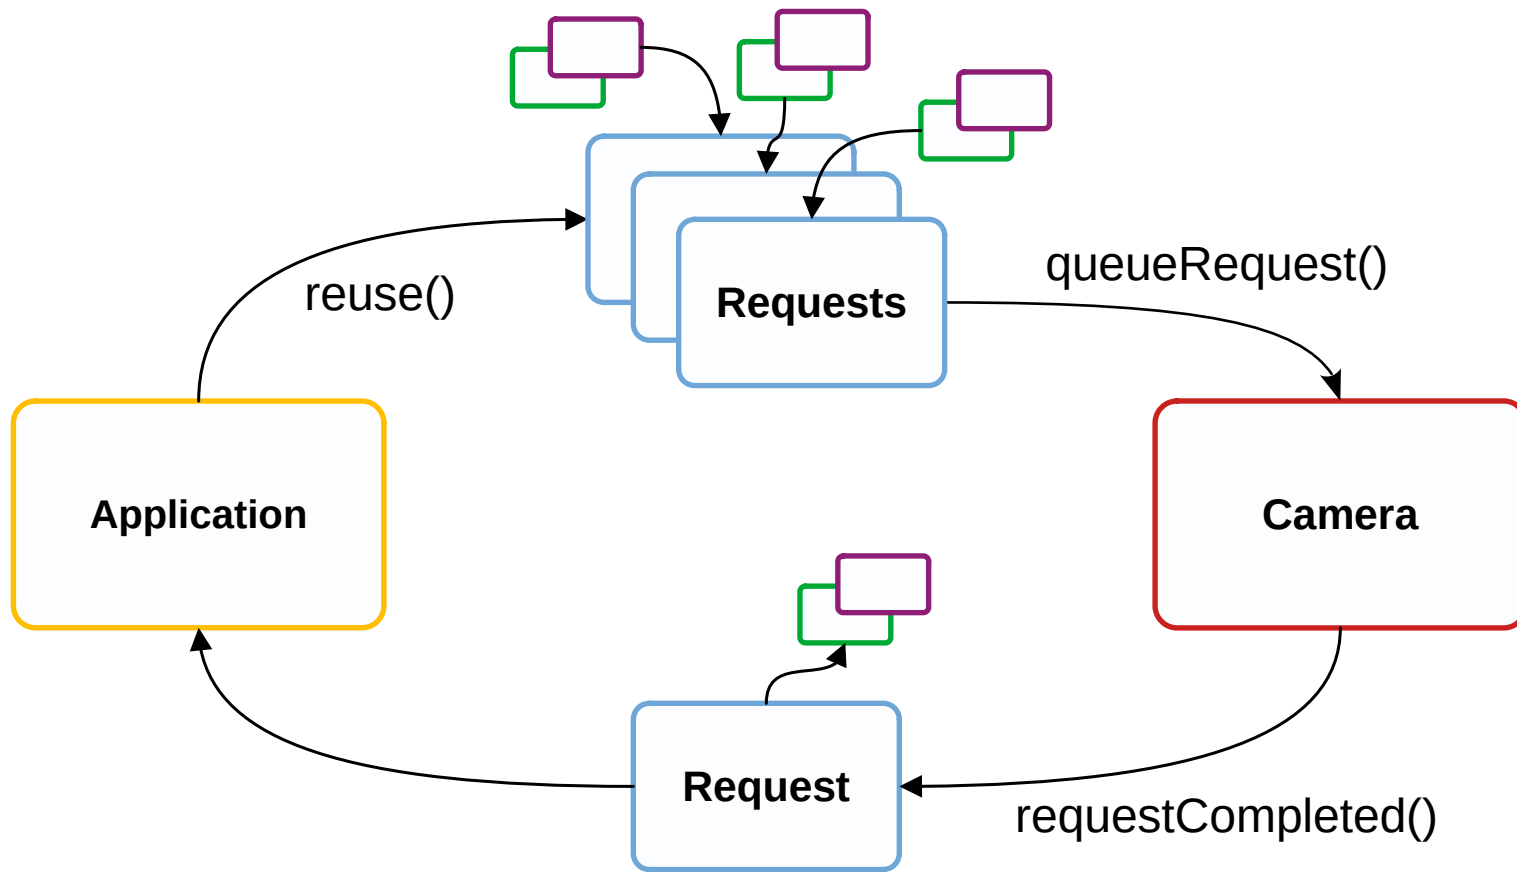 queueRequest()
reuse()
Requests
Application
Camera
Request
requestCompleted()